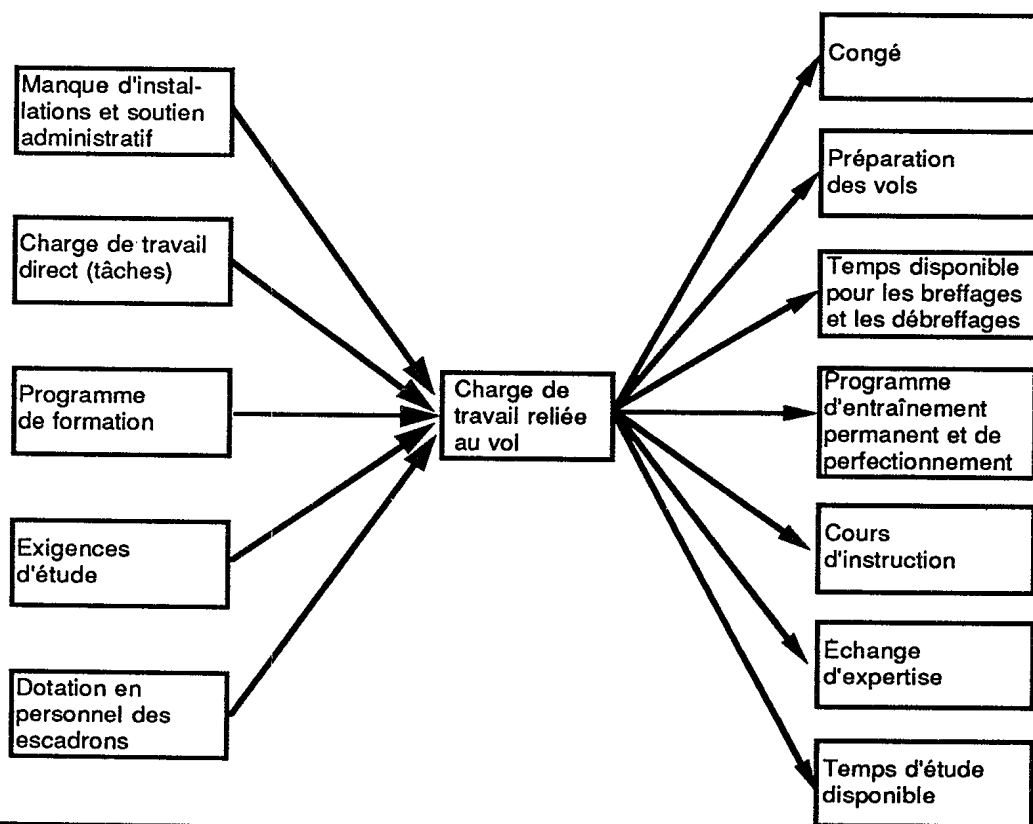 Manque d'instal-
lations et soutien
administratif
Charge de travail
direct (tâches)
Programme
de formation
Exigences
d'étude
Dotation en
personnel des
escadrons
Charge de
travail reliée
au vol
Congé
Préparation
des vols
Temps disponible
pour les breffages
et les débreffages
Programme
d'entraînement
permanent et de
perfectionnement
Cours
d'instruction
Échange
d'expertise
Temps d'étude
disponible